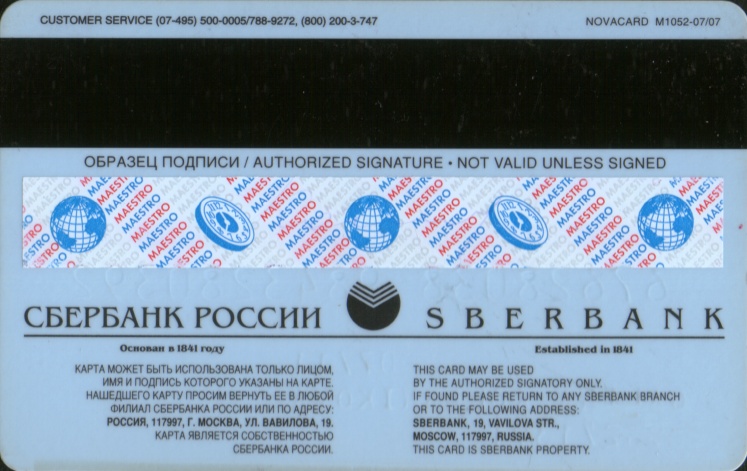 CUSTOMER SERVICE (07-495) 500-0005/788-9272, (800) 200-3-747
NOVACARD M1052-07/07
ОБРАЗЕЦ ПОДПИСИ / AUTHORIZED SIGNATURE • NOT VALID UNLESS SIGNED
MAESTRO MAESTRO MAESTRO MAESTRO
СБЕРБАНК РОССИИ
Основан в 1841 году
КАРТА МОЖЕТ БЫТЬ ИСПОЛЬЗОВАНА ТОЛЬКО ЛИЦОМ,
ИМЯ И ПОДПИСЬ КОТОРОГО УКАЗАНЫ НА КАРТЕ.
НАШЕДШЕГО КАРТУ ПРОСИМ ВЕРНУТЬ ЕЕ В ЛЮБОЙ
ФИЛИАЛ СБЕРБАНКА РОССИИ ИЛИ ПО АДРЕСУ:
РОССИЯ, 117997, Г. МОСКВА, УЛ. ВАВИЛОВА, 19.
КАРТА ЯВЛЯЕТСЯ СОБСТВЕННОСТЬЮ
СБЕРБАНКА РОССИИ.
SBERBANK
Established in 1841
THIS CARD MAY BE USED
BY THE AUTHORIZED SIGNATORY ONLY.
IF FOUND PLEASE RETURN TO ANY SBERBANK BRANCH
OR TO THE FOLLOWING ADDRESS:
SBERBANK, 19, VAVILOVA STR.,
MOSCOW, 117997, RUSSIA.
THIS CARD IS SBERBANK PROPERTY.